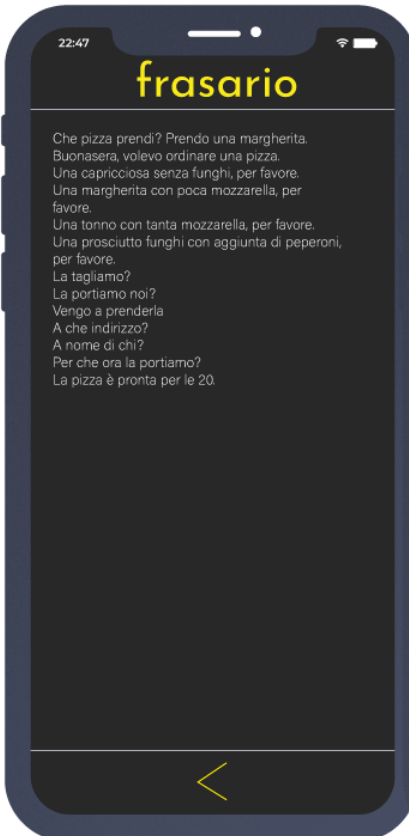 22:47
frasario
Che pizza prendi? Prendo una margherita.
Buonasera, volevo ordinare una pizza.
Una capricciosa senza funghi, per favore.
Una margherita con poca mozzarella, per
favore.
Una tonno con tanta mozzarella, per favore.
Una prosciutto funghi con aggiunta di peperoni,
per favore.
La tagliamo?
La portiamo noi?
Vengo a prenderla
A che indirizzo?
A nome di chi?
Per che ora la portiamo?
La pizza è pronta per le 20.